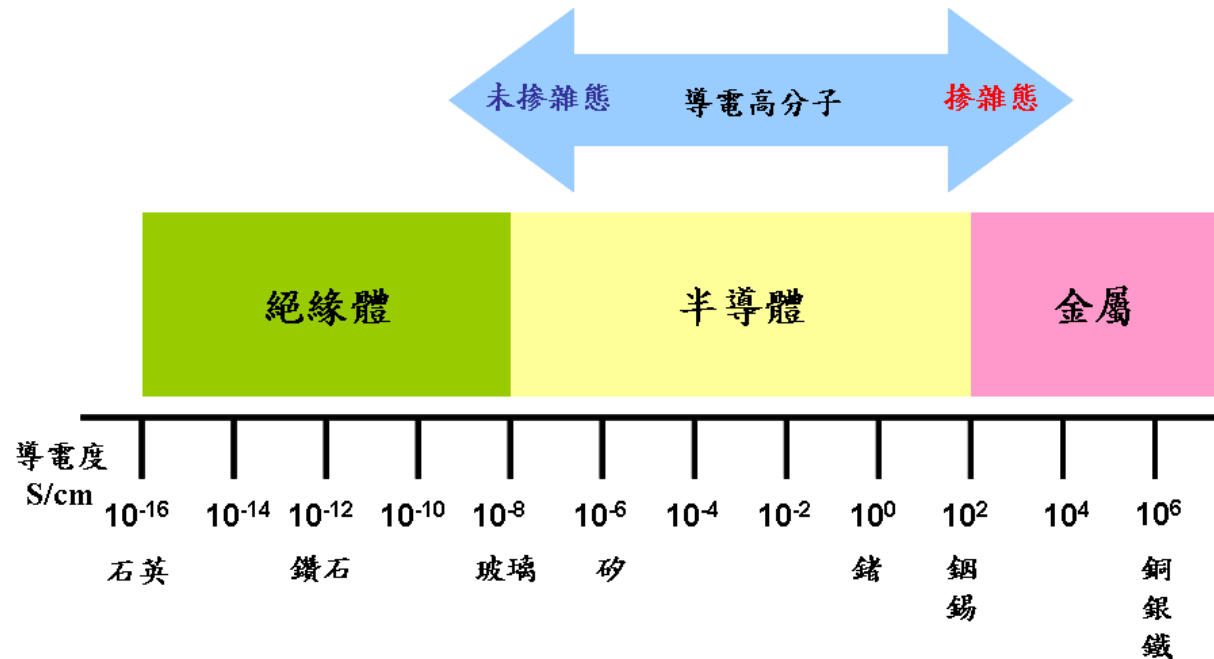 未摻雜態 導電高分子 摻雜態
絕緣體 半導體 金屬
導電度
S/cm
10⁻¹⁶ 10⁻¹⁴ 10⁻¹² 10⁻¹⁰ 10⁻⁸ 10⁻⁶ 10⁻⁴ 10⁻² 10⁰ 10² 10⁴ 10⁶
石英 鑽石 玻璃 矽 鍺 銦 銅
錫 銀
鐵